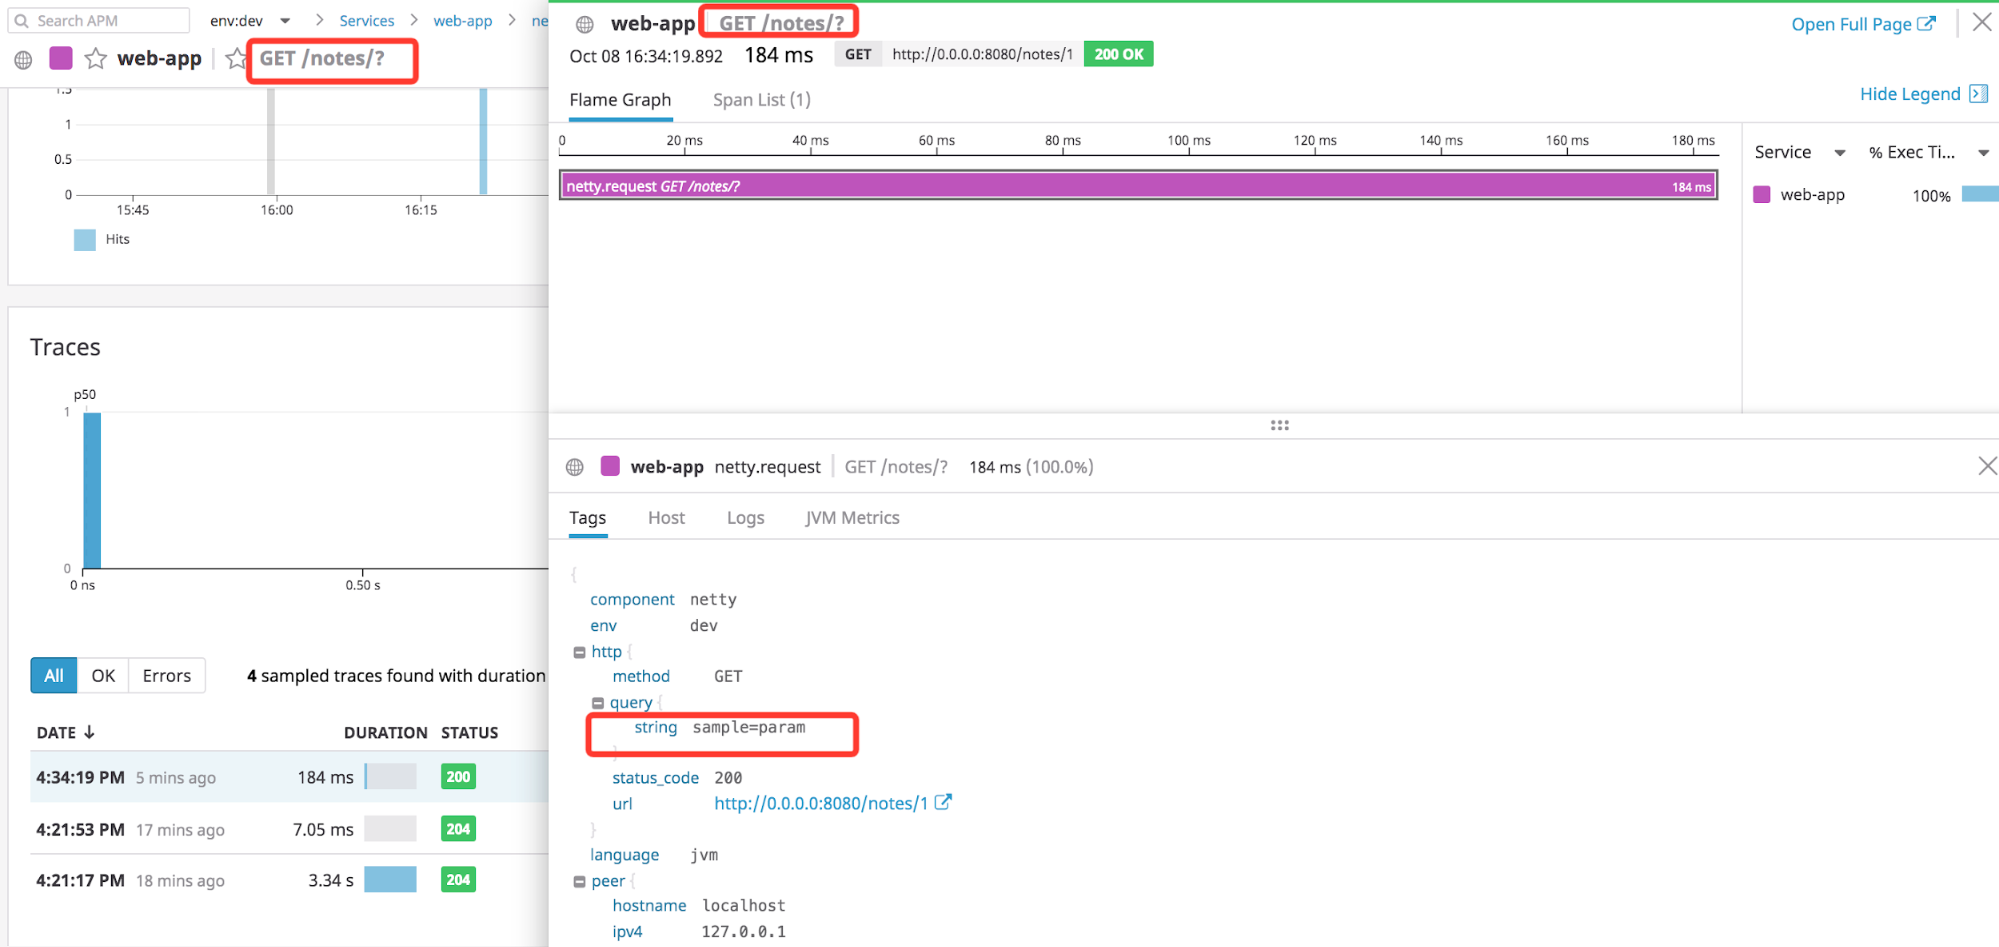 Search APM
env:dev
Services
web-app
ne
web-app
GET /notes/?
1.5
1
0.5
0
15:45
16:00
16:15
Hits
Traces
p50
1
0
0 ns
0.50 s
All
OK
Errors
4 sampled traces found with duration
DATE ↓ DURATION STATUS
4:34:19 PM 5 mins ago 184 ms 200
4:21:53 PM 17 mins ago 7.05 ms 204
4:21:17 PM 18 mins ago 3.34 s 204
web-app GET /notes/?
Open Full Page
Oct 08 16:34:19.892 184 ms GET http://0.0.0.0:8080/notes/1 200 OK
Flame Graph Span List (1)
Hide Legend
0 20 ms 40 ms 60 ms 80 ms 100 ms 120 ms 140 ms 160 ms 180 ms
netty.request GET /notes/? 184 ms
Service % Exec Ti...
web-app 100%
web-app netty.request GET /notes/? 184 ms (100.0%)
Tags Host Logs JVM Metrics
{
component netty
env dev
http {
method GET
query {
string sample=param
}
status_code 200
url http://0.0.0.0:8080/notes/1
}
language jvm
peer {
hostname localhost
ipv4 127.0.0.1